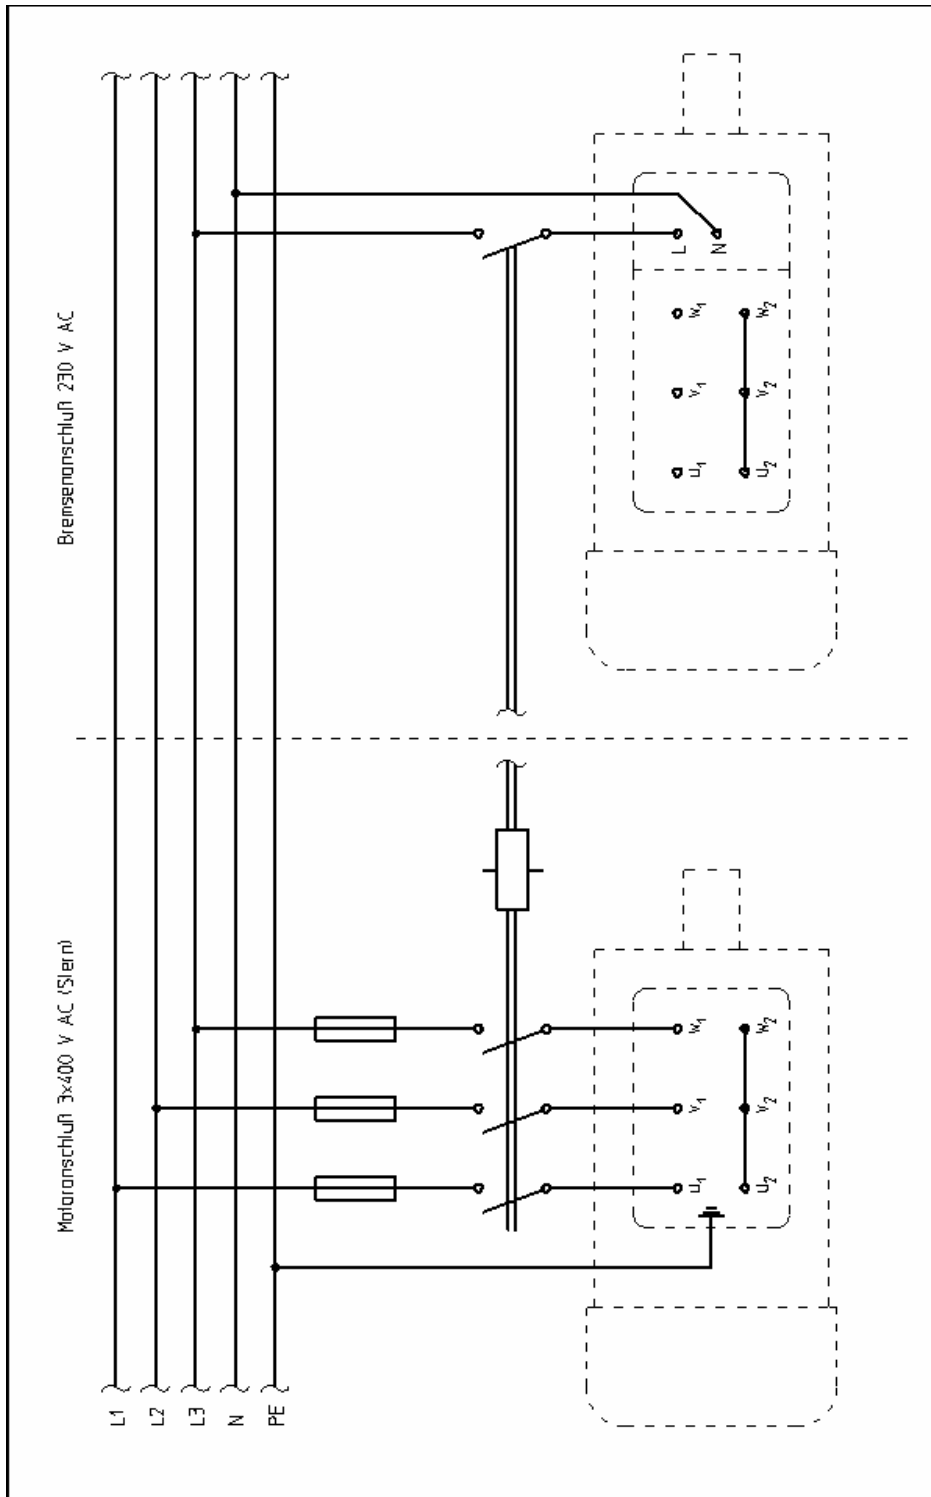 Motoranschluß 3x400 V AC (Stern)
Bremsenanschluß 230 V AC
L1
L2
L3
N
PE
u₁ v₁ w₁
u₂ v₂ w₂
u₁ v₁ w₁ L
N
u₂ v₂ w₂